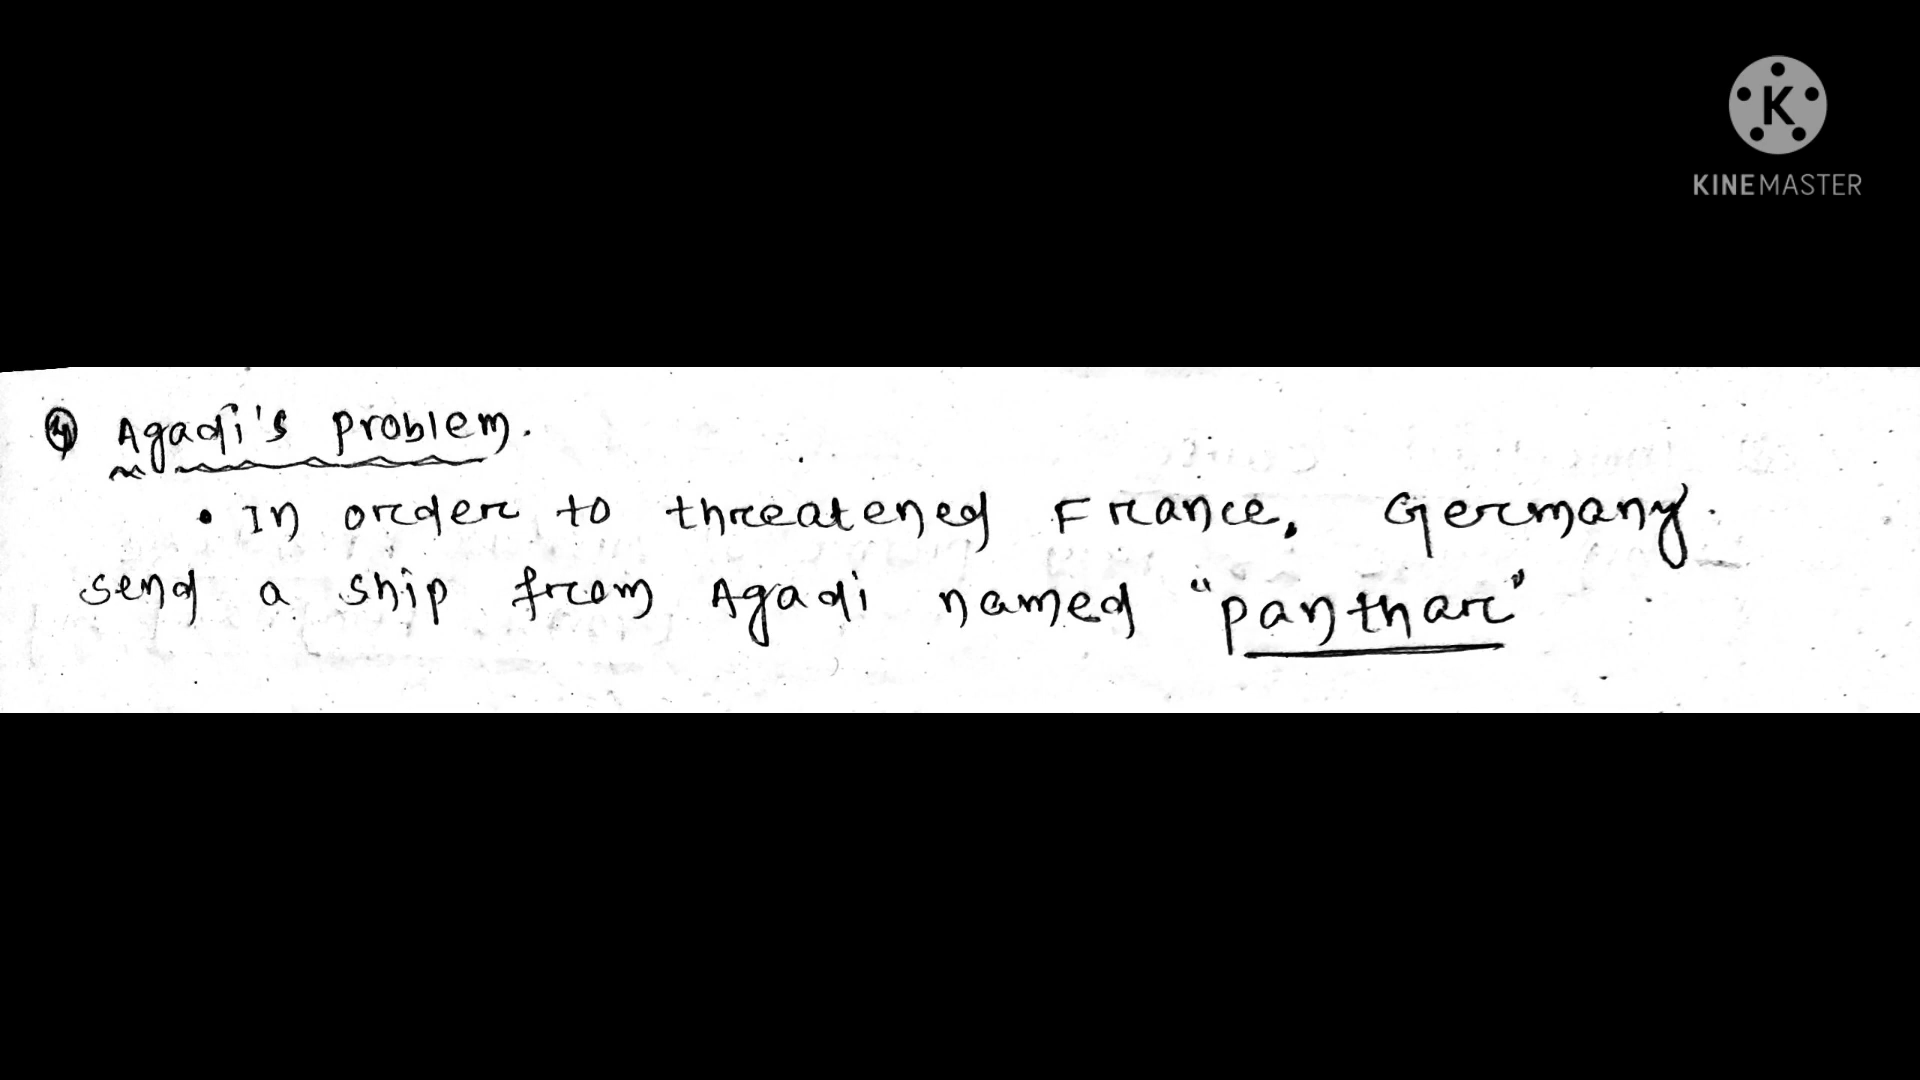 K
KINEMASTER
④ Agadi's problem.
• In order to threatened France, Germany.
send a ship from Agadi named "panthar"